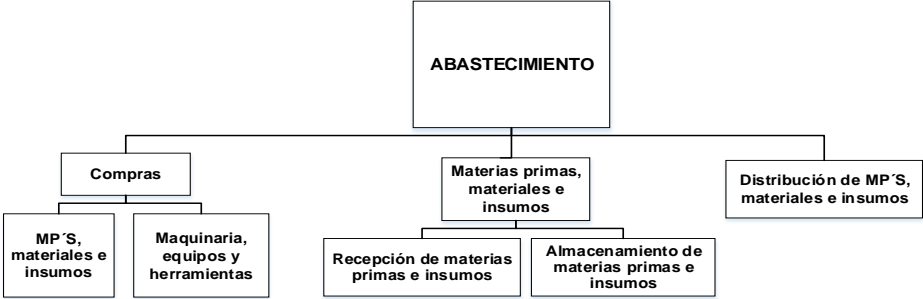 ABASTECIMIENTO
Compras
Materias primas,
materiales e
insumos
Distribución de MP´S,
materiales e insumos
MP´S,
materiales e
insumos
Maquinaria,
equipos y
herramientas
Recepción de materias
primas e insumos
Almacenamiento de
materias primas e
insumos